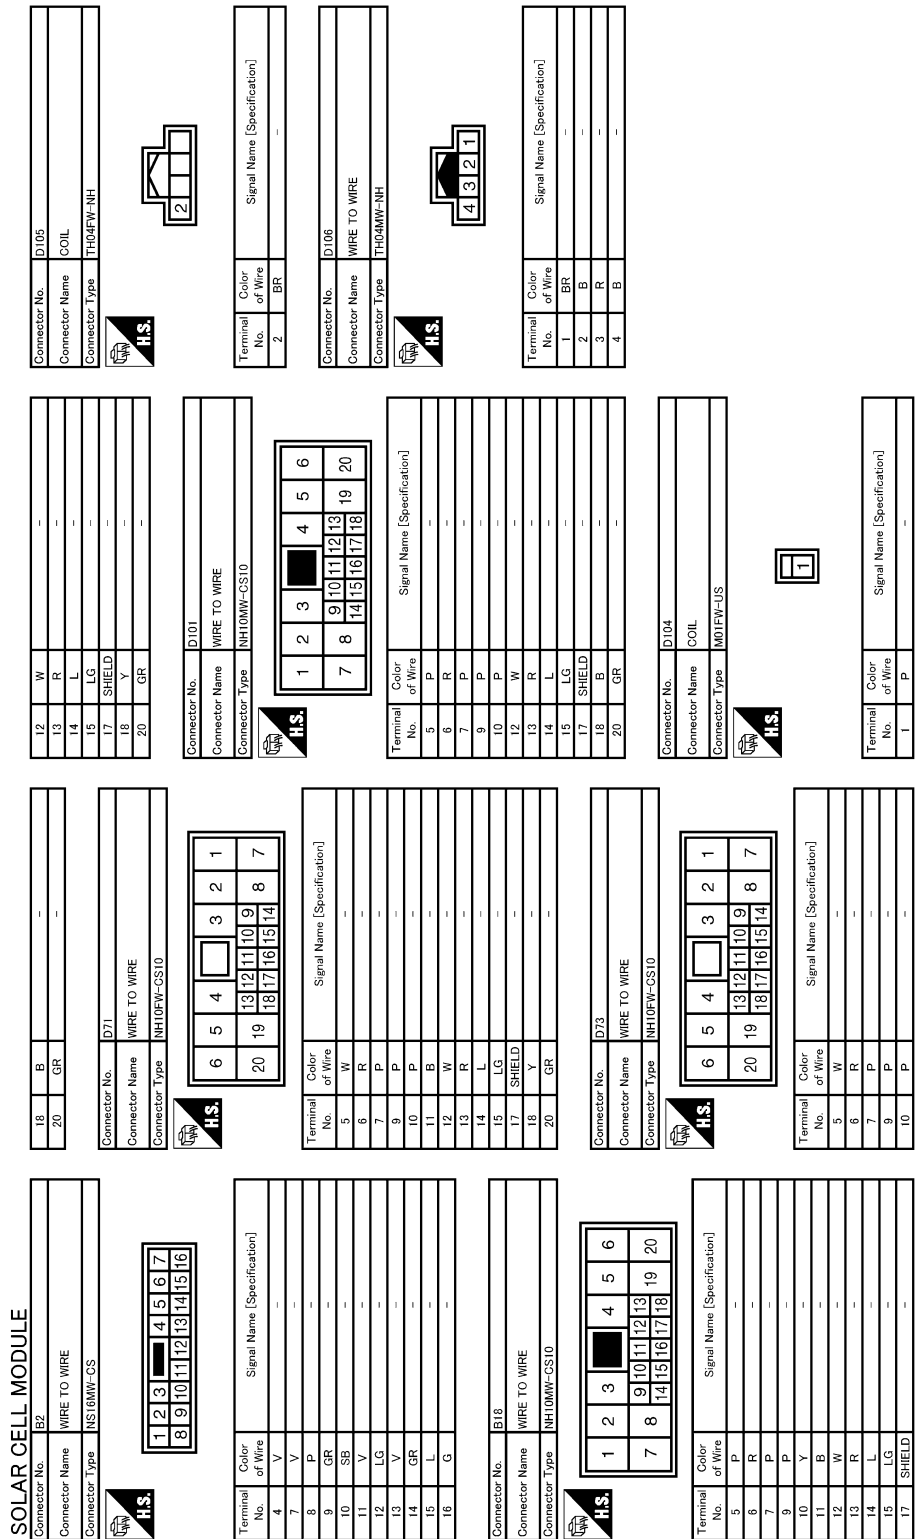 SOLAR CELL MODULE
Connector No. B2
Connector Name WIRE TO WIRE
Connector Type NS16MW-CS
H.S.
1 2 3 4 5 6 7
8 9 10 11 12 13 14 15 16
Terminal No. Color of Wire Signal Name [Specification]
4 V –
7 V –
8 P –
9 GR –
10 SB –
11 V –
12 LG –
13 V –
14 GR –
15 L –
16 G –
Connector No. B18
Connector Name WIRE TO WIRE
Connector Type NH10MW-CS10
H.S.
1 2 3 4 5 6
9 10 11 12 13
7 8 19 20
14 15 16 17 18
Terminal No. Color of Wire Signal Name [Specification]
5 P –
6 R –
7 P –
9 P –
10 Y –
11 B –
12 W –
13 R –
14 L –
15 LG –
17 SHIELD –
18 B –
20 GR –
Connector No. D71
Connector Name WIRE TO WIRE
Connector Type NH10FW-CS10
H.S.
6 5 4 3 2 1
13 12 11 10 9
20 19 8 7
18 17 16 15 14
Terminal No. Color of Wire Signal Name [Specification]
5 W –
6 R –
7 P –
9 P –
10 P –
11 B –
12 W –
13 R –
14 L –
15 LG –
17 SHIELD –
18 Y –
20 GR –
Connector No. D73
Connector Name WIRE TO WIRE
Connector Type NH10FW-CS10
H.S.
6 5 4 3 2 1
13 12 11 10 9
20 19 8 7
18 17 16 15 14
Terminal No. Color of Wire Signal Name [Specification]
5 W –
6 R –
7 P –
9 P –
10 P –
12 W –
13 R –
14 L –
15 LG –
17 SHIELD –
18 Y –
20 GR –
Connector No. D101
Connector Name WIRE TO WIRE
Connector Type NH10MW-CS10
H.S.
1 2 3 4 5 6
9 10 11 12 13
7 8 19 20
14 15 16 17 18
Terminal No. Color of Wire Signal Name [Specification]
5 P –
6 R –
7 P –
9 P –
10 P –
12 W –
13 R –
14 L –
15 LG –
17 SHIELD –
18 B –
20 GR –
Connector No. D104
Connector Name COIL
Connector Type M01FW-US
H.S.
1
Terminal No. Color of Wire Signal Name [Specification]
1 P –
Connector No. D105
Connector Name COIL
Connector Type TH04FW-NH
H.S.
2
Terminal No. Color of Wire Signal Name [Specification]
2 BR –
Connector No. D106
Connector Name WIRE TO WIRE
Connector Type TH04MW-NH
H.S.
4 3 2 1
Terminal No. Color of Wire Signal Name [Specification]
1 BR –
2 B –
3 R –
4 B –